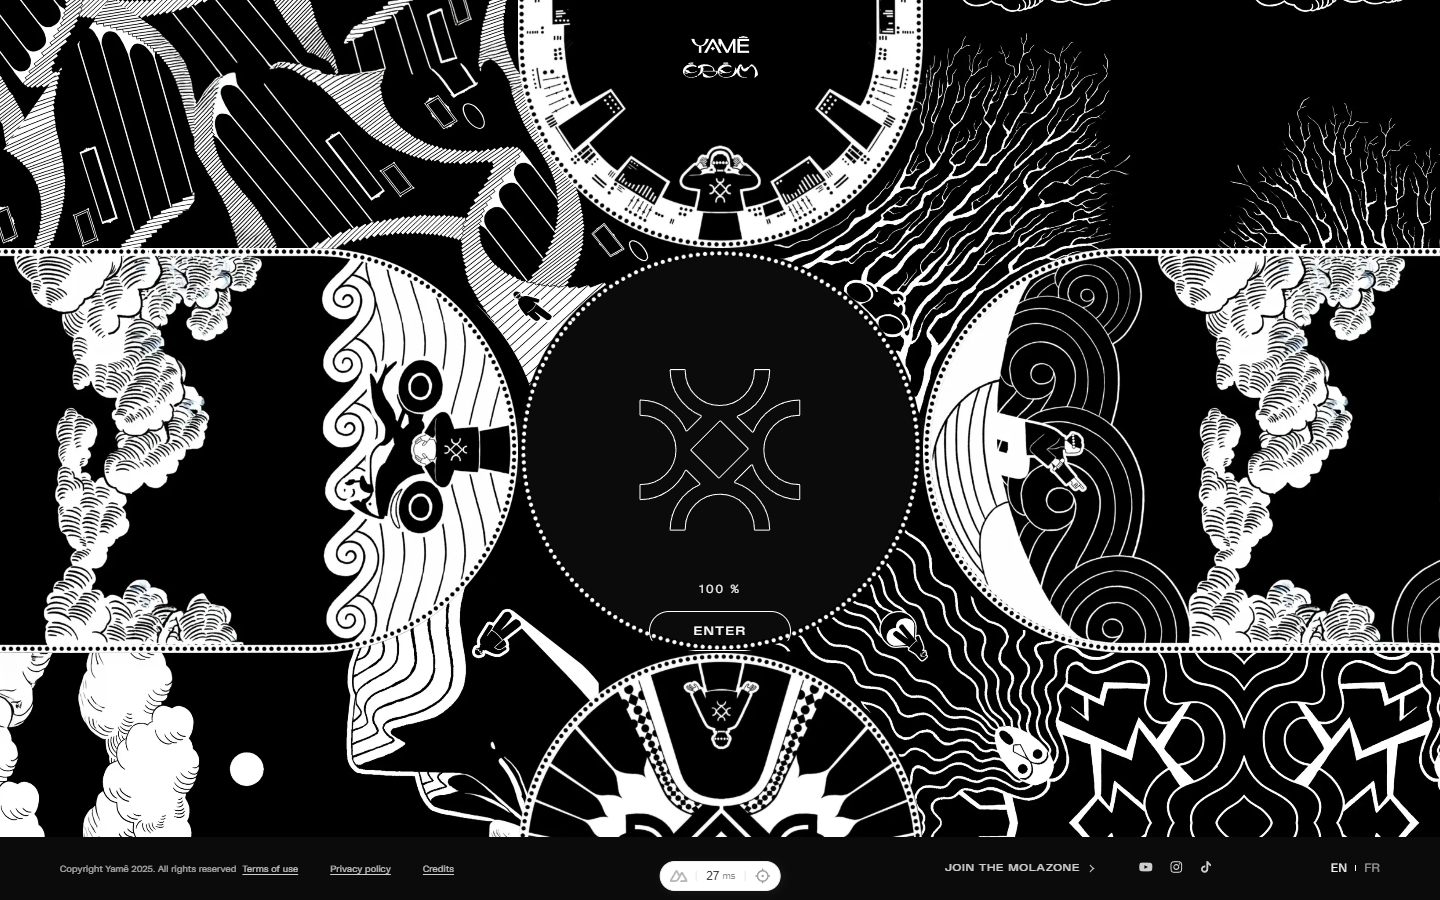 YAMÊ
ÉBÊM
100 %
ENTER
Copyright Yamê 2025. All rights reserved Terms of use Privacy policy Credits
27 ms
JOIN THE MOLAZONE
EN FR